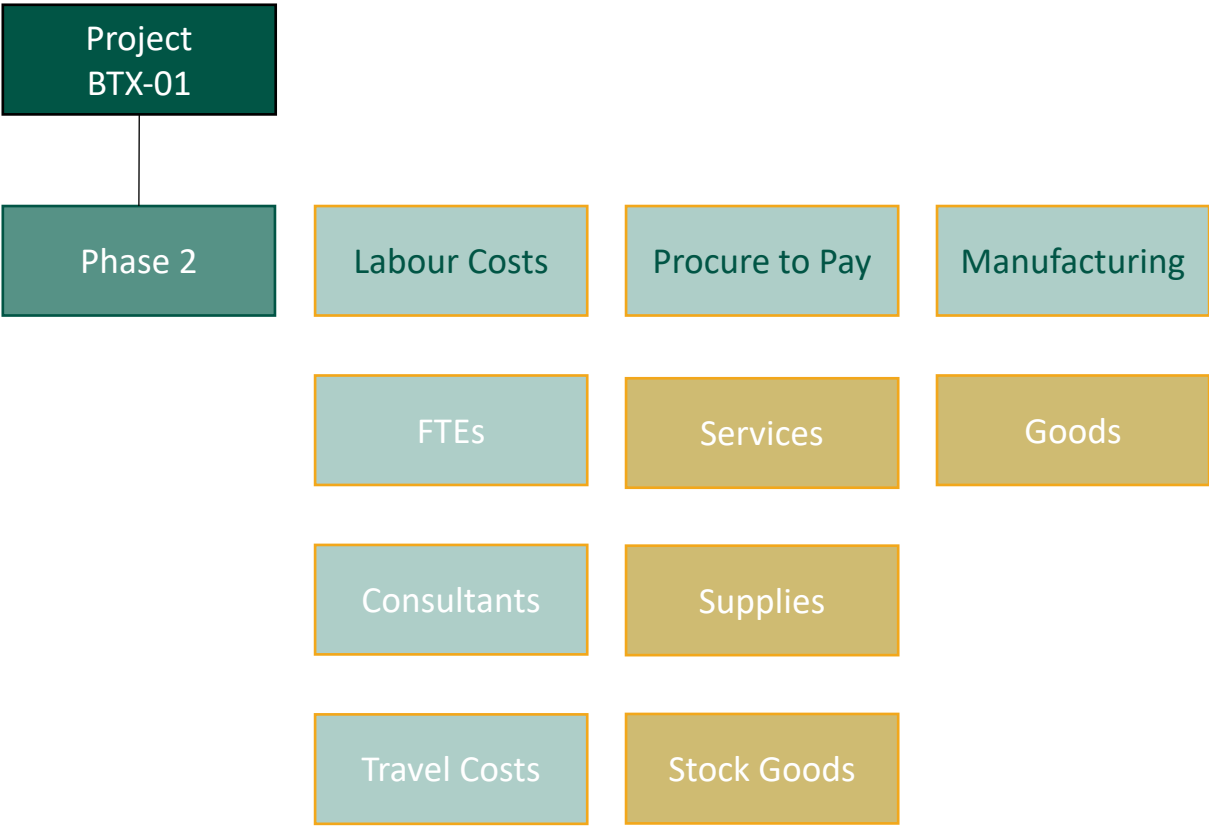 Project
BTX-01
Phase 2
Labour Costs
Procure to Pay
Manufacturing
FTEs
Services
Goods
Consultants
Supplies
Travel Costs
Stock Goods